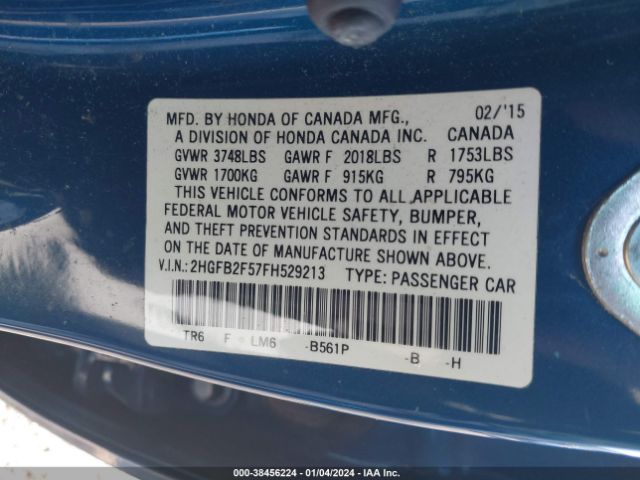 MFD. BY HONDA OF CANADA MFG., 02/'15
A DIVISION OF HONDA CANADA INC. CANADA
GVWR 3748LBS GAWR F 2018LBS R 1753LBS
GVWR 1700KG GAWR F 915KG R 795KG
THIS VEHICLE CONFORMS TO ALL APPLICABLE
FEDERAL MOTOR VEHICLE SAFETY, BUMPER,
AND THEFT PREVENTION STANDARDS IN EFFECT
ON THE DATE OF MANUFACTURE SHOWN ABOVE.
V.I.N.: 2HGFB2F57FH529213 TYPE: PASSENGER CAR
TR6 F - LM6 -B561P -B -H
000 - 38456224 - 01/04/2024 - IAA Inc.